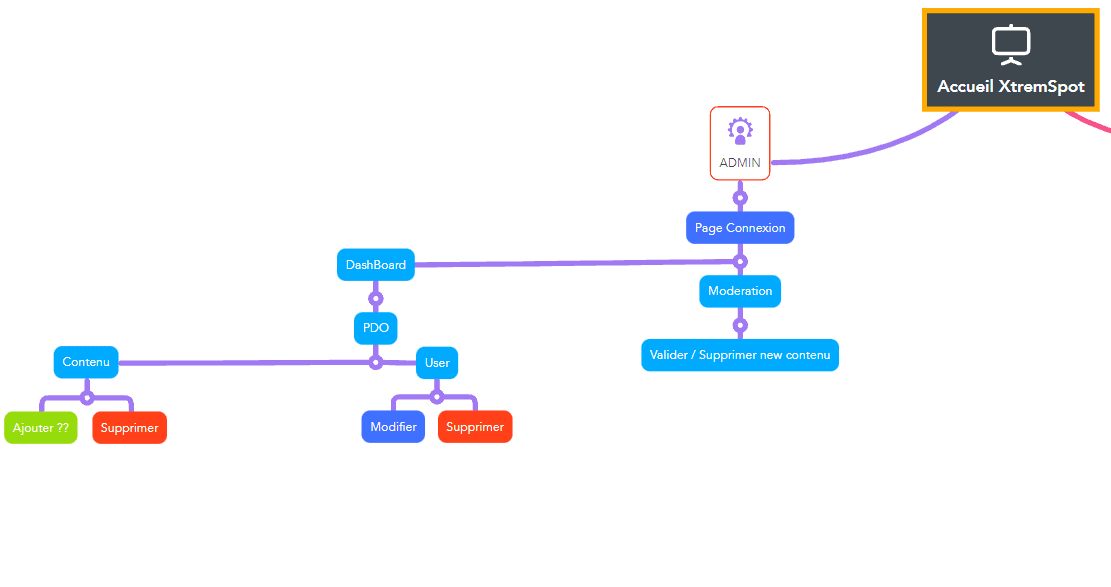 Accueil XtremSpot
ADMIN
Page Connexion
DashBoard
Moderation
PDO
Valider / Supprimer new contenu
Contenu
User
Ajouter ??
Supprimer
Modifier
Supprimer